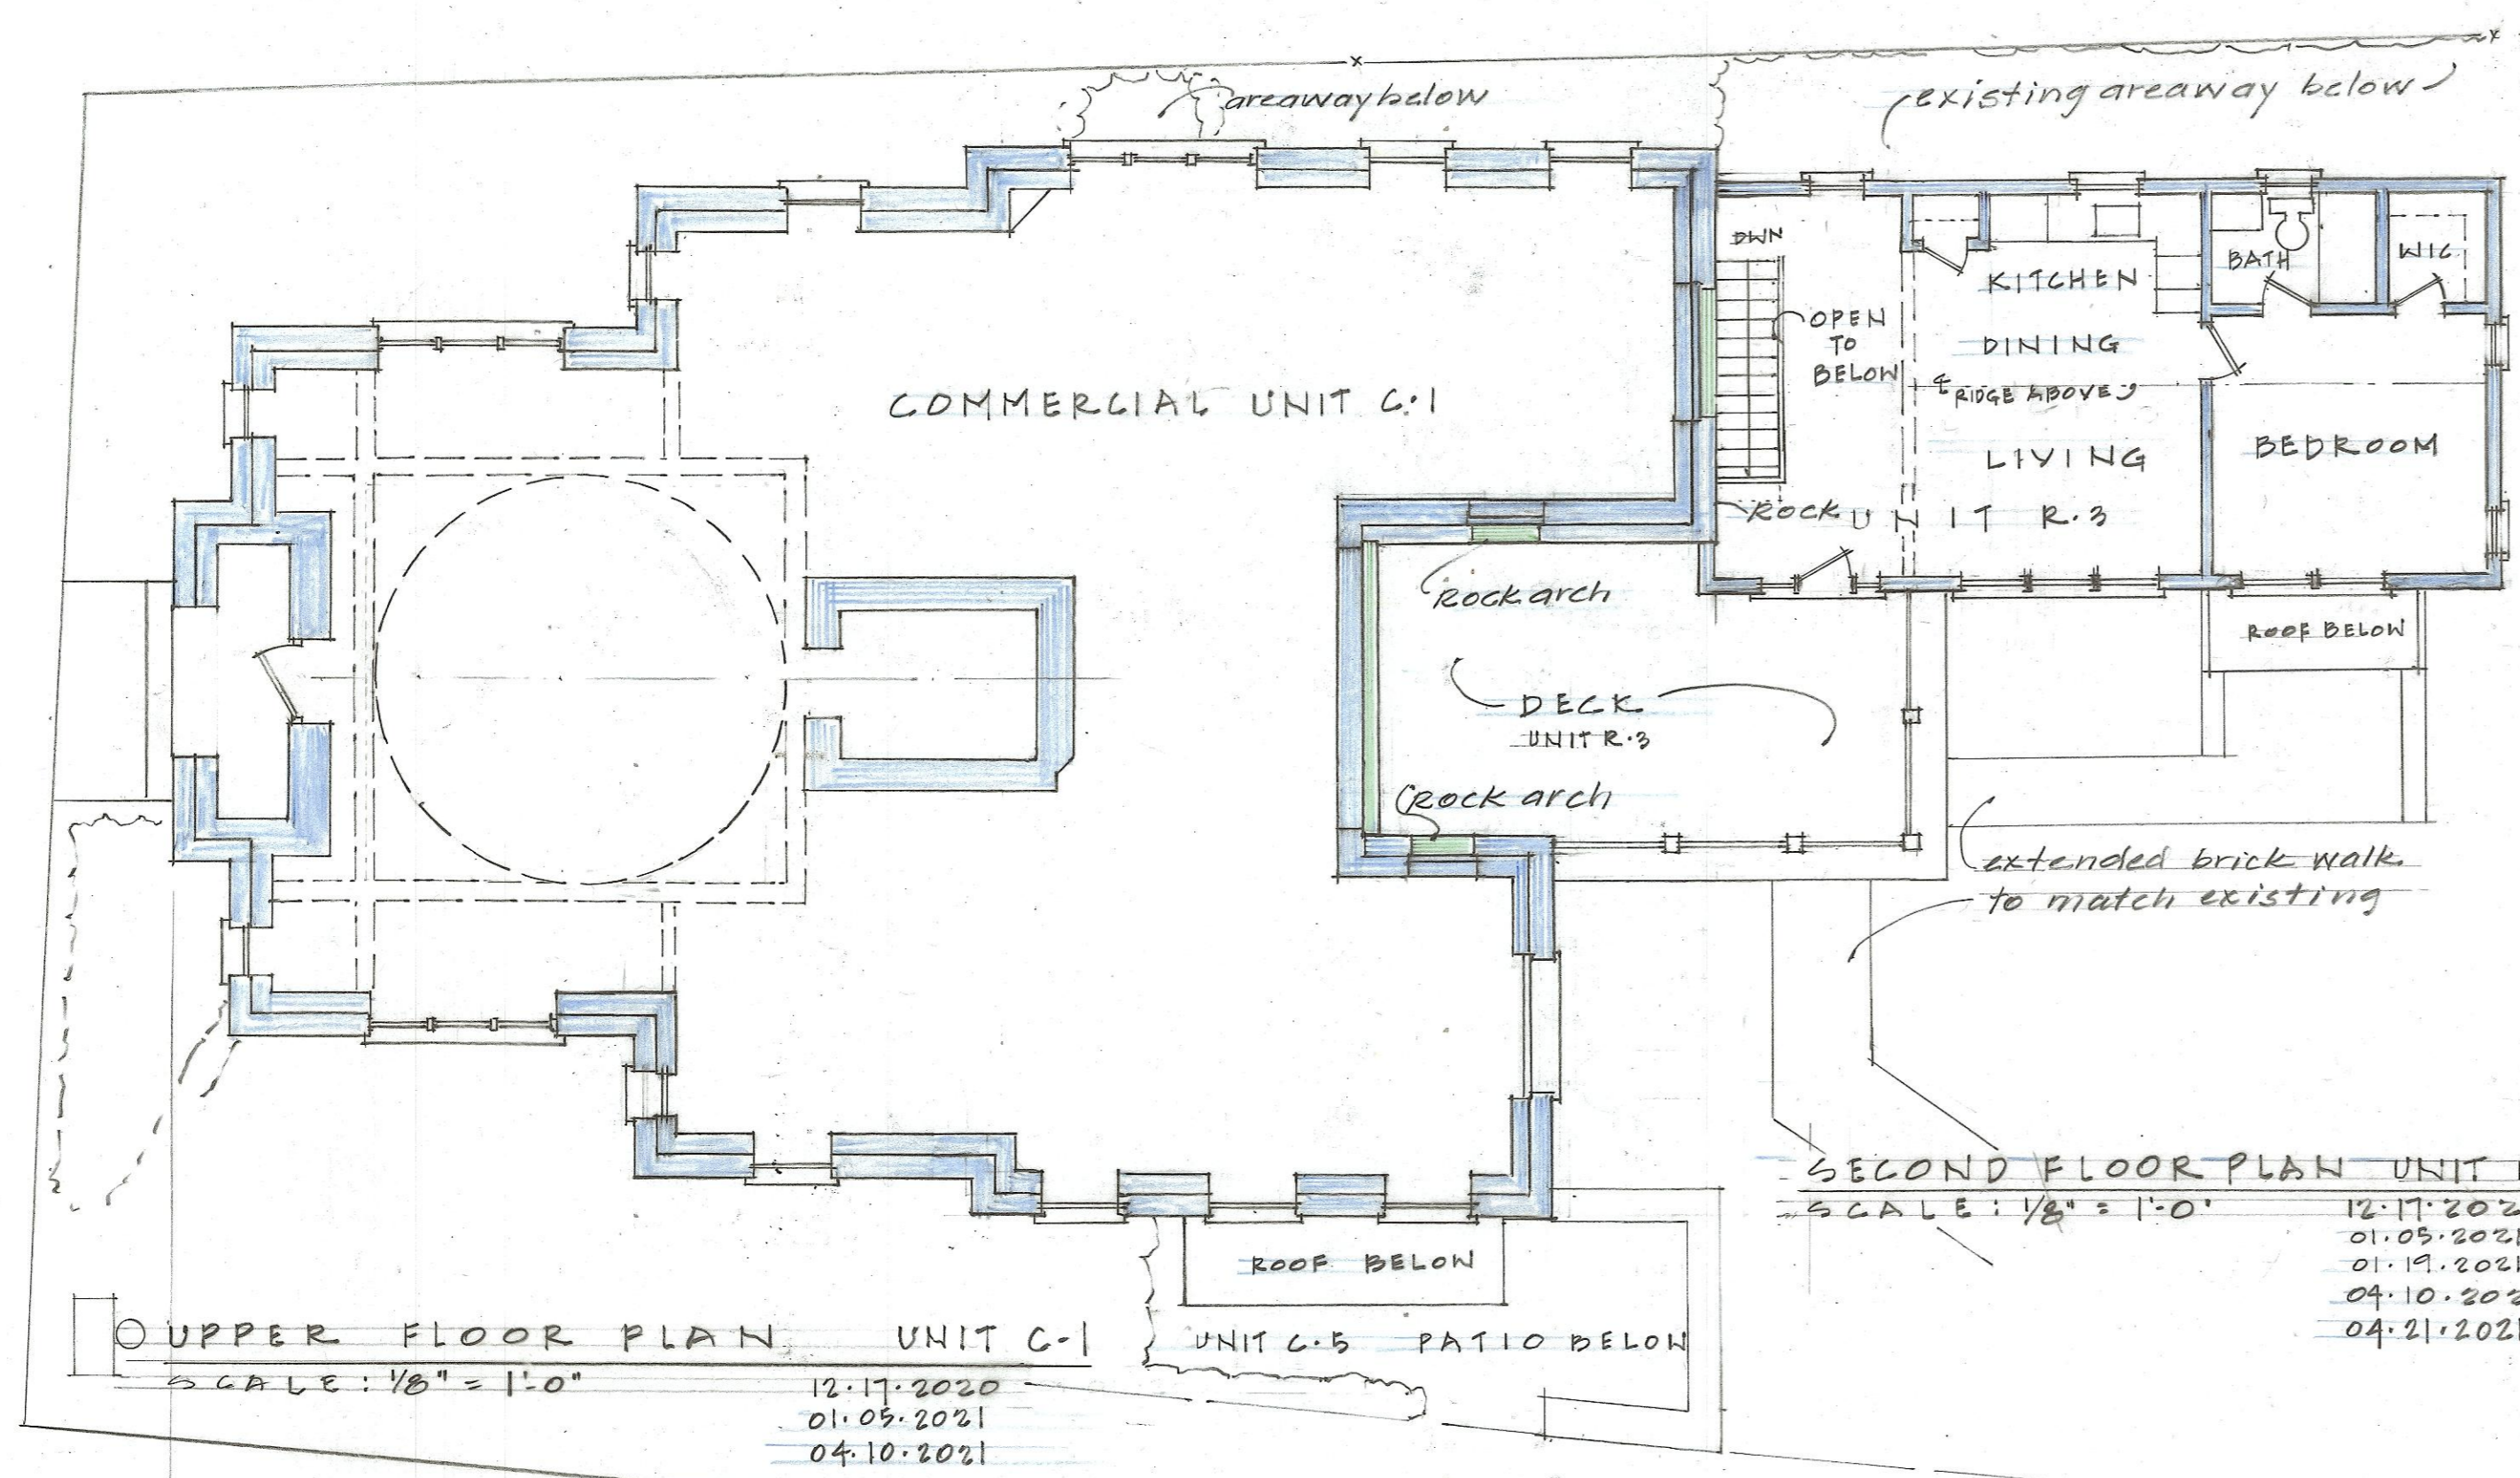 areaway below
existing areaway below
DWN
KITCHEN
BATH
WIC
OPEN
TO
BELOW
DINING
RIDGE ABOVE
COMMERCIAL UNIT C·1
LIVING
BEDROOM
ROCK
UNIT R.3
Rock arch
ROOF BELOW
DECK
UNIT R·3
Rock arch
extended brick walk
to match existing
SECOND FLOOR PLAN UNIT
SCALE: 1/8" = 1'-0"
12·17·202
01.05.2021
01.19.2021
04.10.202
04.21.2021
ROOF BELOW
UNIT C·5 PATIO BELOW
UPPER FLOOR PLAN UNIT C-1
SCALE: 1/8" = 1'-0"
12·17·2020
01.05.2021
04.10.2021